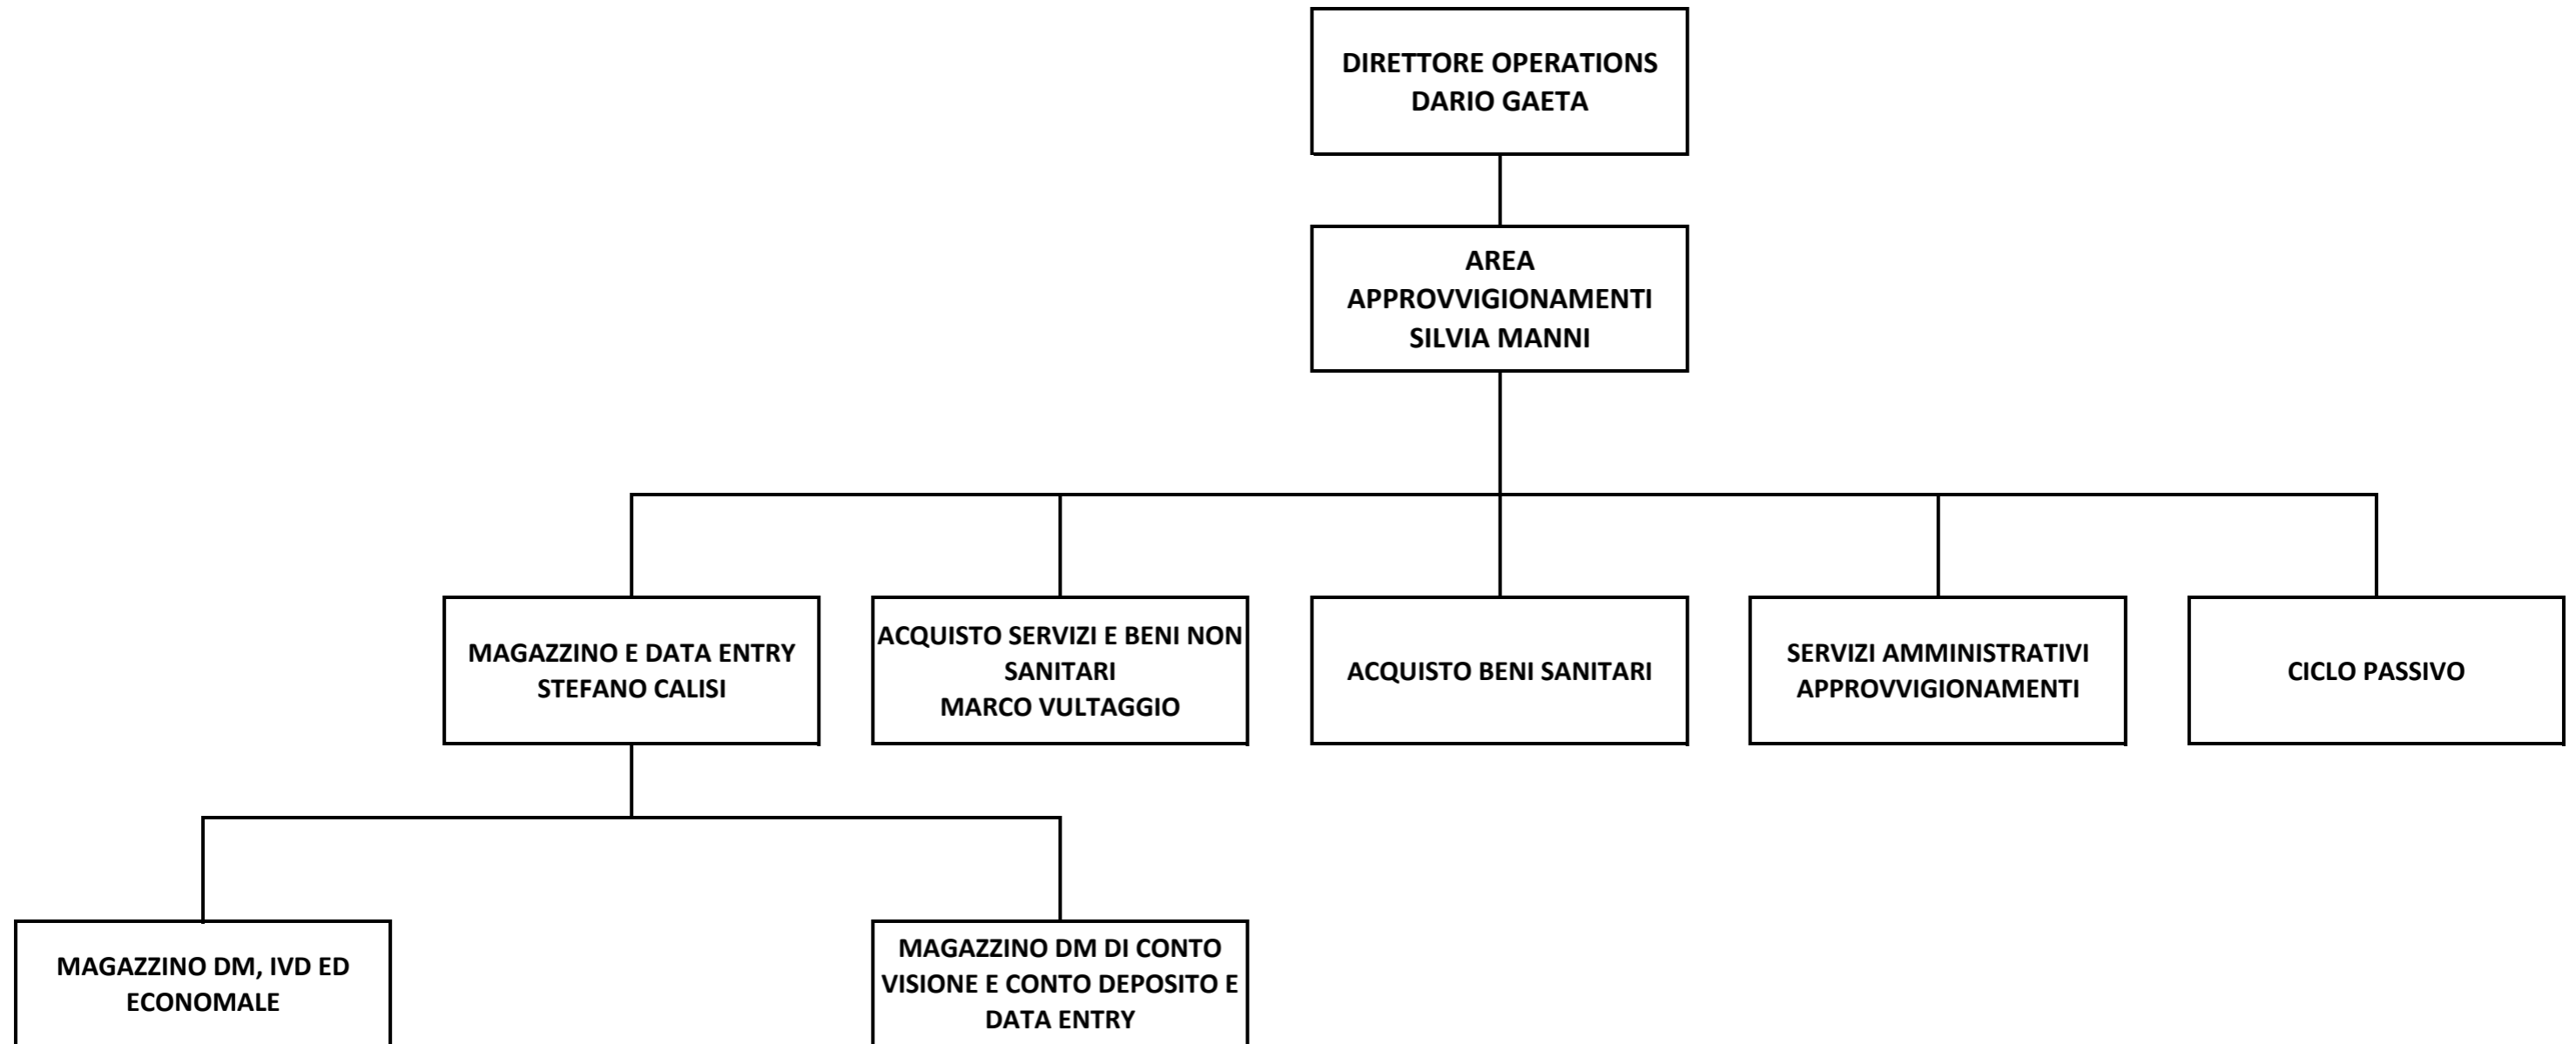 DIRETTORE OPERATIONS
DARIO GAETA
AREA
APPROVVIGIONAMENTI
SILVIA MANNI
MAGAZZINO E DATA ENTRY
STEFANO CALISI
ACQUISTO SERVIZI E BENI NON
SANITARI
MARCO VULTAGGIO
ACQUISTO BENI SANITARI
SERVIZI AMMINISTRATIVI
APPROVVIGIONAMENTI
CICLO PASSIVO
MAGAZZINO DM, IVD ED
ECONOMALE
MAGAZZINO DM DI CONTO
VISIONE E CONTO DEPOSITO E
DATA ENTRY